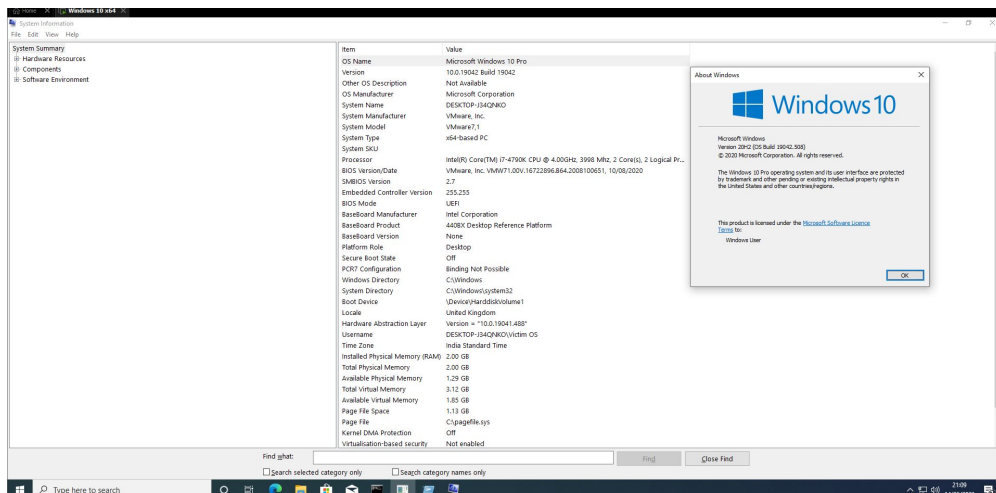 Home X Windows 10 x64 X
System Information
File Edit View Help
System Summary
Hardware Resources
Components
Software Environment
Item Value
OS Name Microsoft Windows 10 Pro
Version 10.0.19042 Build 19042
Other OS Description Not Available
OS Manufacturer Microsoft Corporation
System Name DESKTOP-J34QNKO
System Manufacturer VMware, Inc.
System Model VMware7,1
System Type x64-based PC
System SKU
Processor Intel(R) Core(TM) i7-4790K CPU @ 4.00GHz, 3998 Mhz, 2 Core(s), 2 Logical Pr...
BIOS Version/Date VMware, Inc. VMW71.00V.16722896.B64.2008100651, 10/08/2020
SMBIOS Version 2.7
Embedded Controller Version 255.255
BIOS Mode UEFI
BaseBoard Manufacturer Intel Corporation
BaseBoard Product 440BX Desktop Reference Platform
BaseBoard Version None
Platform Role Desktop
Secure Boot State Off
PCR7 Configuration Binding Not Possible
Windows Directory C:\Windows
System Directory C:\Windows\system32
Boot Device \Device\HarddiskVolume1
Locale United Kingdom
Hardware Abstraction Layer Version = "10.0.19041.488"
Username DESKTOP-J34QNKO\Victim OS
Time Zone India Standard Time
Installed Physical Memory (RAM) 2.00 GB
Total Physical Memory 2.00 GB
Available Physical Memory 1.29 GB
Total Virtual Memory 3.12 GB
Available Virtual Memory 1.85 GB
Page File Space 1.13 GB
Page File C:\pagefile.sys
Kernel DMA Protection Off
Virtualisation-based security Not enabled
About Windows
Windows 10
Microsoft Windows
Version 20H2 (OS Build 19042.508)
© 2020 Microsoft Corporation. All rights reserved.
The Windows 10 Pro operating system and its user interface are protected
by trademark and other pending or existing intellectual property rights in
the United States and other countries/regions.
This product is licensed under the Microsoft Software Licence
Terms to:
Windows User
OK
Find what: Find Close Find
Search selected category only Search category names only
Type here to search
21:09